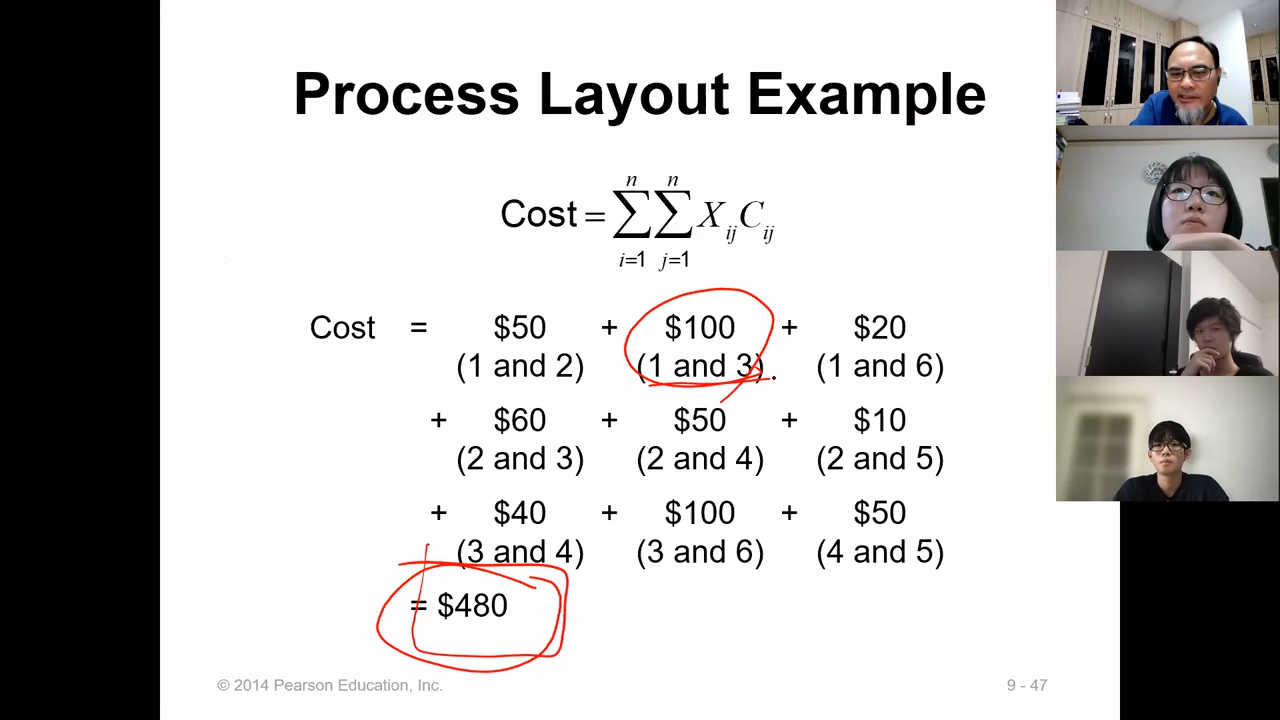 Process Layout Example
n n
Cost = ∑ ∑ X ij C ij
i=1 j=1
Cost = $50 + $100 + $20
(1 and 2) (1 and 3) (1 and 6)
+ $60 + $50 + $10
(2 and 3) (2 and 4) (2 and 5)
+ $40 + $100 + $50
(3 and 4) (3 and 6) (4 and 5)
= $480
© 2014 Pearson Education, Inc. 9 - 47